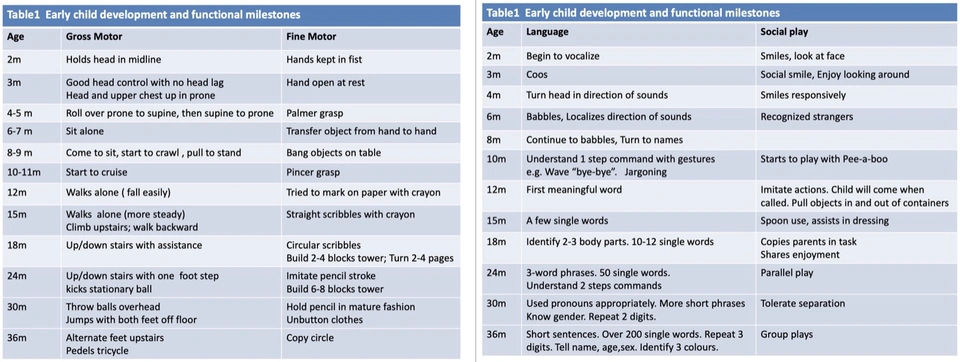 Table1 Early child development and functional milestones
Age Gross Motor Fine Motor
2m Holds head in midline Hands kept in fist
3m Good head control with no head lag Hand open at rest
Head and upper chest up in prone
4-5 m Roll over prone to supine, then supine to prone Palmer grasp
6-7 m Sit alone Transfer object from hand to hand
8-9 m Come to sit, start to crawl , pull to stand Bang objects on table
10-11m Start to cruise Pincer grasp
12m Walks alone ( fall easily) Tried to mark on paper with crayon
15m Walks alone (more steady) Straight scribbles with crayon
Climb upstairs; walk backward
18m Up/down stairs with assistance Circular scribbles
Build 2-4 blocks tower; Turn 2-4 pages
24m Up/down stairs with one foot step Imitate pencil stroke
kicks stationary ball Build 6-8 blocks tower
30m Throw balls overhead Hold pencil in mature fashion
Jumps with both feet off floor Unbutton clothes
36m Alternate feet upstairs Copy circle
Pedels tricycle
Table1 Early child development and functional milestones
Age Language Social play
2m Begin to vocalize Smiles, look at face
3m Coos Social smile, Enjoy looking around
4m Turn head in direction of sounds Smiles responsively
6m Babbles, Localizes direction of sounds Recognized strangers
8m Continue to babbles, Turn to names
10m Understand 1 step command with gestures Starts to play with Pee-a-boo
e.g. Wave "bye-bye". Jargoning
12m First meaningful word Imitate actions. Child will come when
called. Pull objects in and out of containers
15m A few single words Spoon use, assists in dressing
18m Identify 2-3 body parts. 10-12 single words Copies parents in task
Shares enjoyment
24m 3-word phrases. 50 single words. Parallel play
Understand 2 steps commands
30m Used pronouns appropriately. More short phrases Tolerate separation
Know gender. Repeat 2 digits.
36m Short sentences. Over 200 single words. Repeat 3 Group plays
digits. Tell name, age,sex. Identify 3 colours.